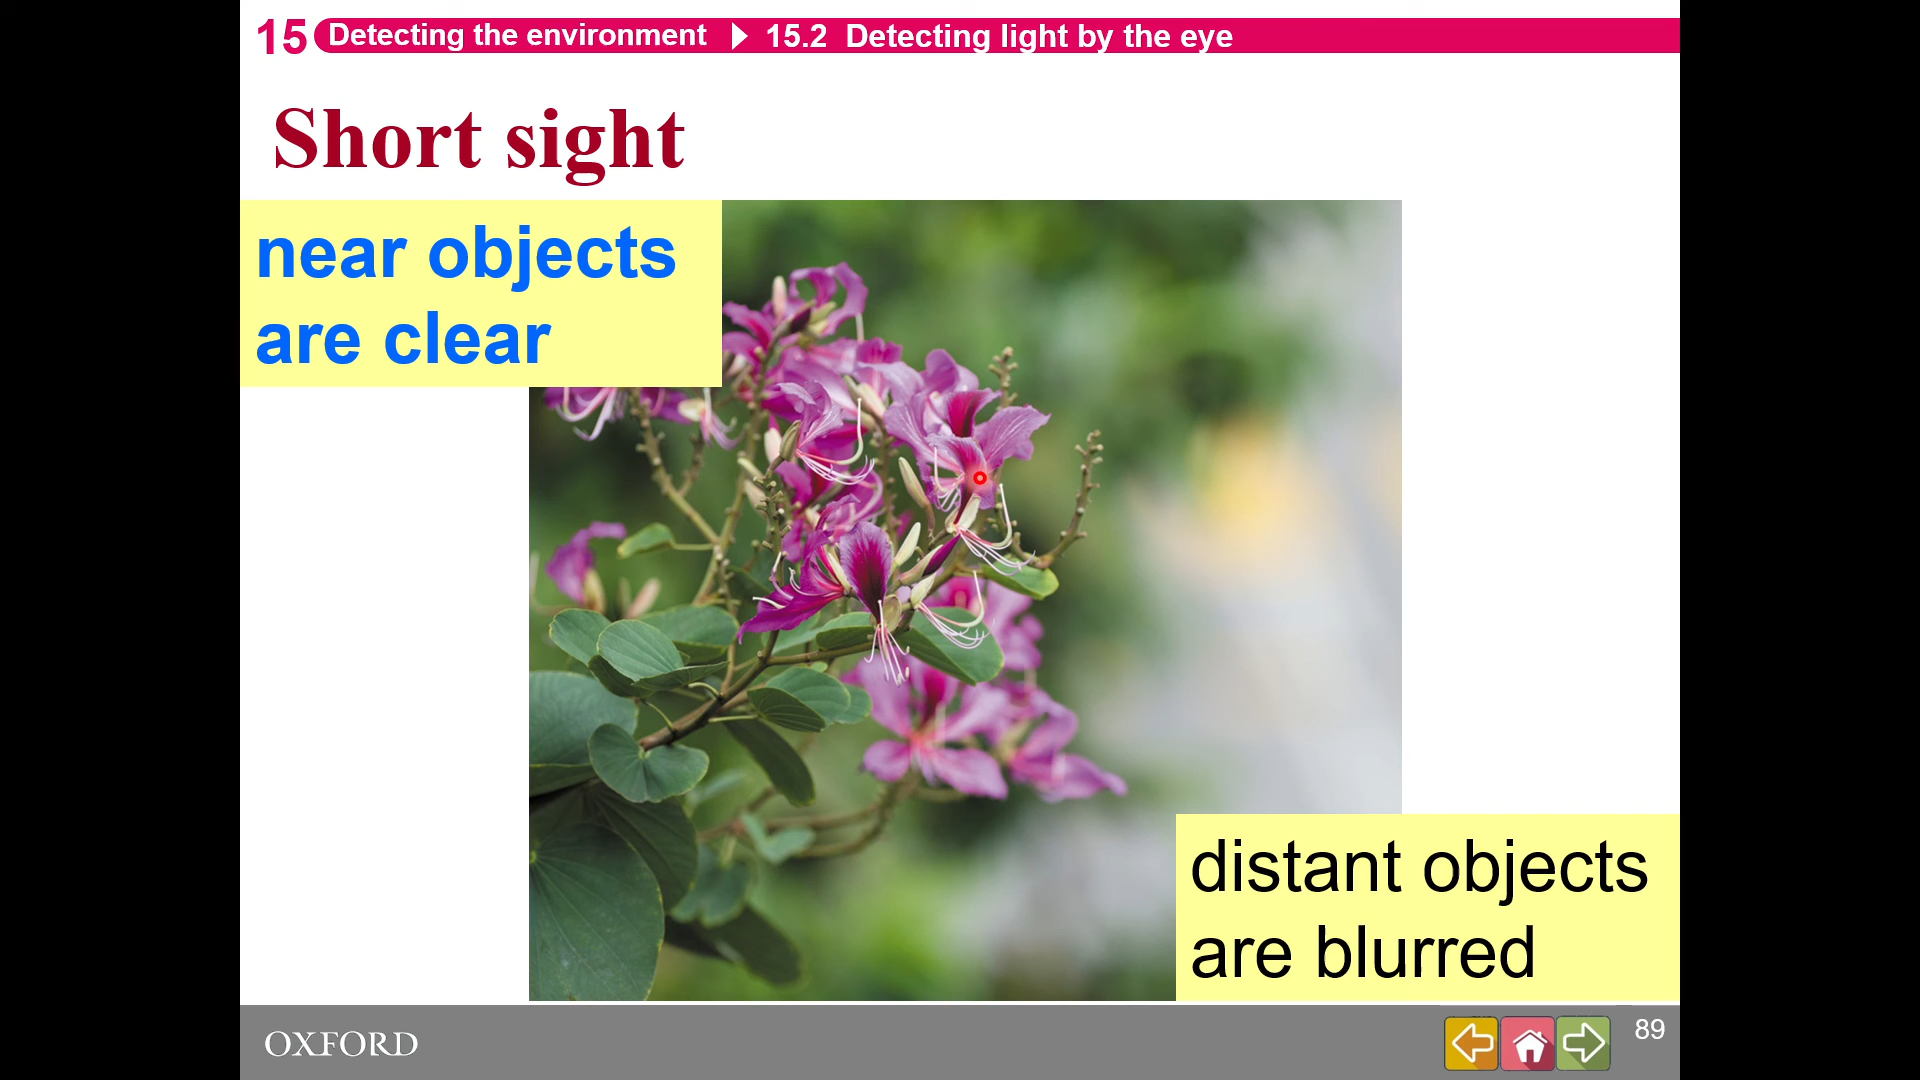 15 Detecting the environment 15.2 Detecting light by the eye
Short sight
near objects
are clear
distant objects
are blurred
OXFORD
89